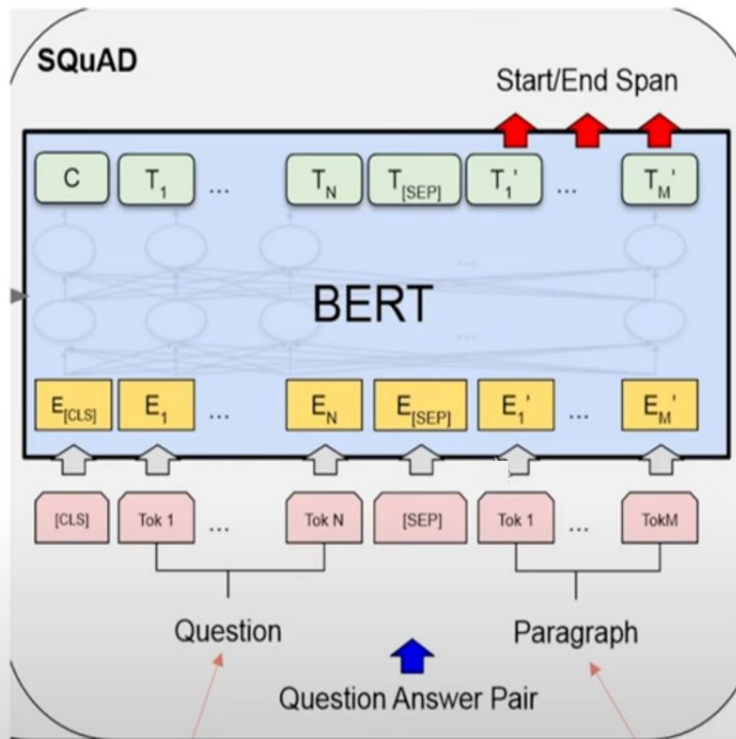 SQuAD
Start/End Span
C T1 ... TN T[SEP] T1' ... TM'
...
BERT
...
E[CLS] E1 ... EN E[SEP] E1' ... EM'
[CLS] Tok 1 ... Tok N [SEP] Tok 1 ... TokM
Question Paragraph
Question Answer Pair